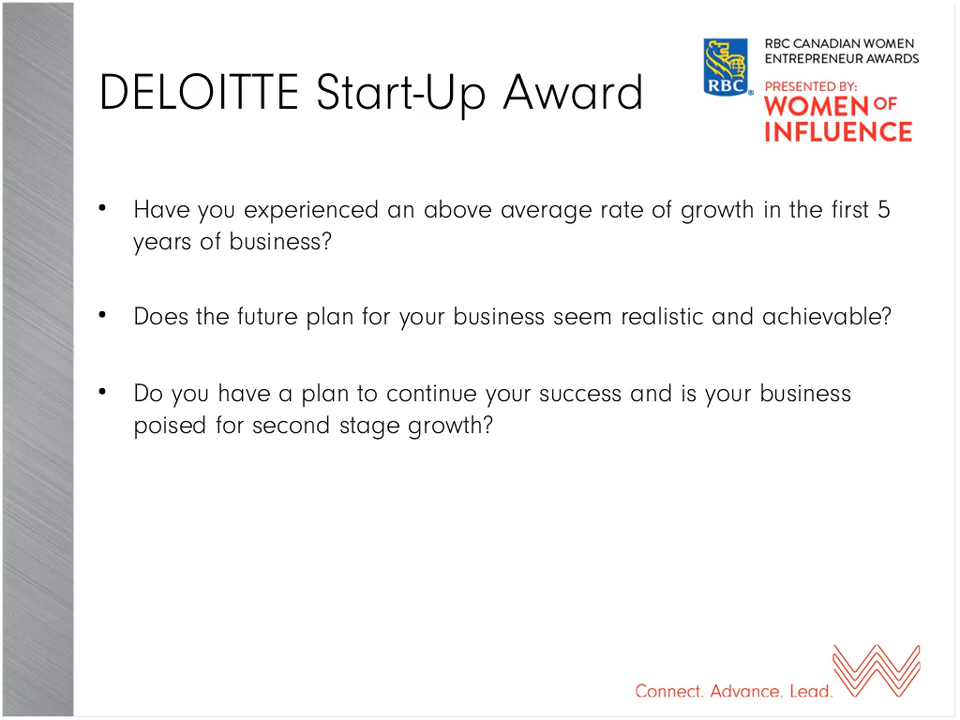 DELOITTE Start-Up Award
RBC
RBC CANADIAN WOMEN
ENTREPRENEUR AWARDS
PRESENTED BY:
WOMEN OF
INFLUENCE
• Have you experienced an above average rate of growth in the first 5
years of business?
• Does the future plan for your business seem realistic and achievable?
• Do you have a plan to continue your success and is your business
poised for second stage growth?
Connect. Advance. Lead.